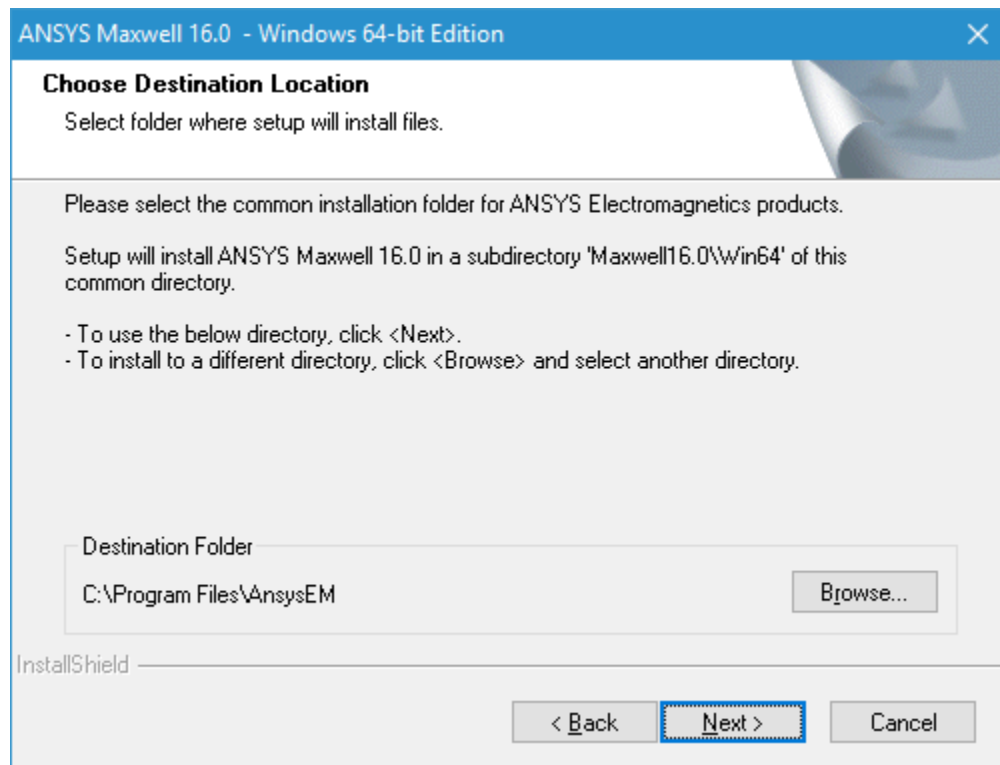 ANSYS Maxwell 16.0 - Windows 64-bit Edition
Choose Destination Location
Select folder where setup will install files.
Please select the common installation folder for ANSYS Electromagnetics products.
Setup will install ANSYS Maxwell 16.0 in a subdirectory 'Maxwell16.0\Win64' of this
common directory.
- To use the below directory, click <Next>.
- To install to a different directory, click <Browse> and select another directory.
Destination Folder
C:\Program Files\AnsysEM
Browse...
InstallShield
< Back Next > Cancel